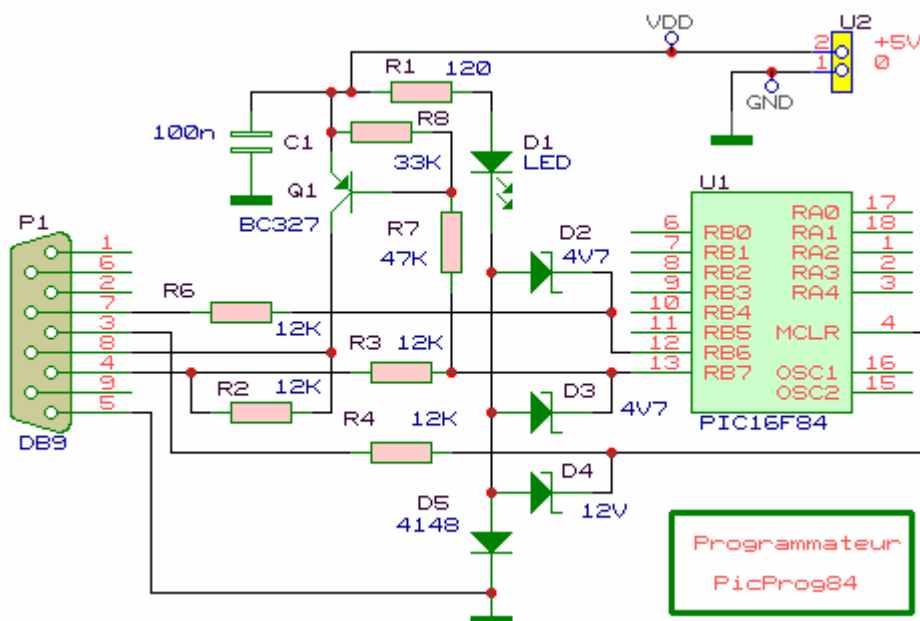 VDD
U2
2 +5V
1 0
GND
R1 120
100n C1
R8
33K
D1
LED
Q1
BC327
R7
47K
D2
4V7
P1
1
6
2
7
3
8
4
9
5
DB9
R6
12K
R3 12K
R2 12K
R4 12K
D3
4V7
D4
12V
D5
4148
U1
6 RB0
7 RB1
8 RB2
9 RB3
10 RB4
11 RB5
12 RB6
13 RB7
RA0 17
RA1 18
RA2 1
RA3 2
RA4 3
MCLR 4
OSC1 16
OSC2 15
PIC16F84
Programmateur
PicProg84